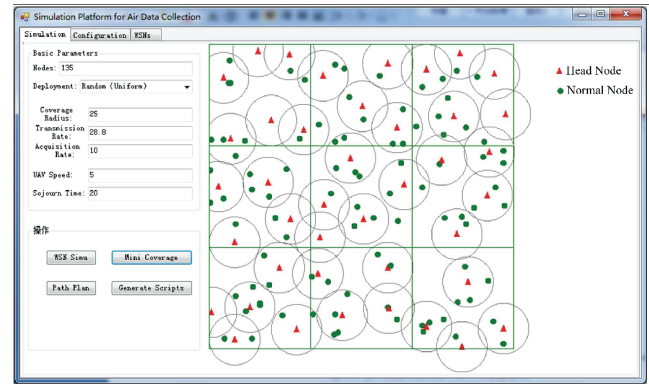 Simulation Platform for Air Data Collection
Simulation Configuration WSNs
Basic Parameters
Nodes: 135
Deployment: Random (Uniform)
Coverage Radius: 25
Transmission Rate: 28.8
Acquisition Rate: 10
UAV Speed: 5
Sojourn Time: 20
操作
WSN Simu Mini Coverage
Path Plan Generate Scripts
Head Node
Normal Node